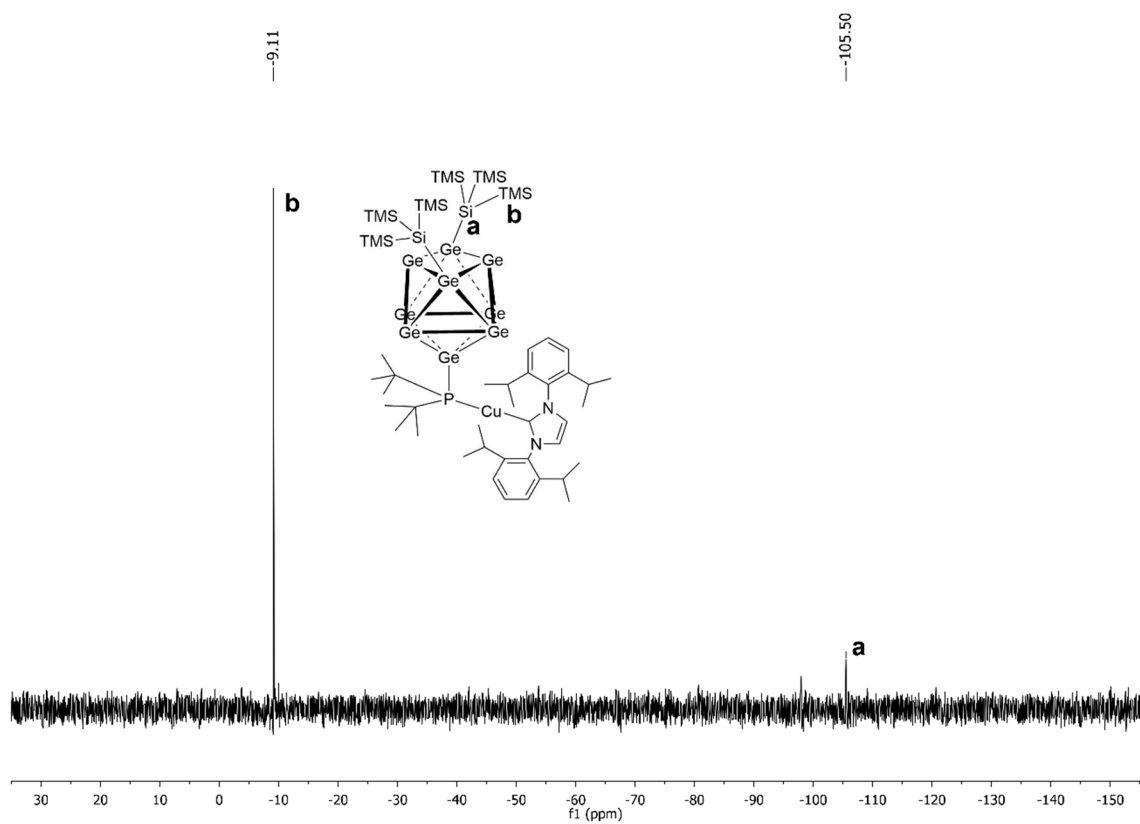 -9.11
-105.50
b
TMS TMS TMS
TMS TMS Si b
TMS Si a
Ge
Ge Ge Ge
Ge Ge
Ge Ge
Ge
P Cu N
N
a
30 20 10 0 -10 -20 -30 -40 -50 -60 -70 -80 -90 -100 -110 -120 -130 -140 -150
f1 (ppm)